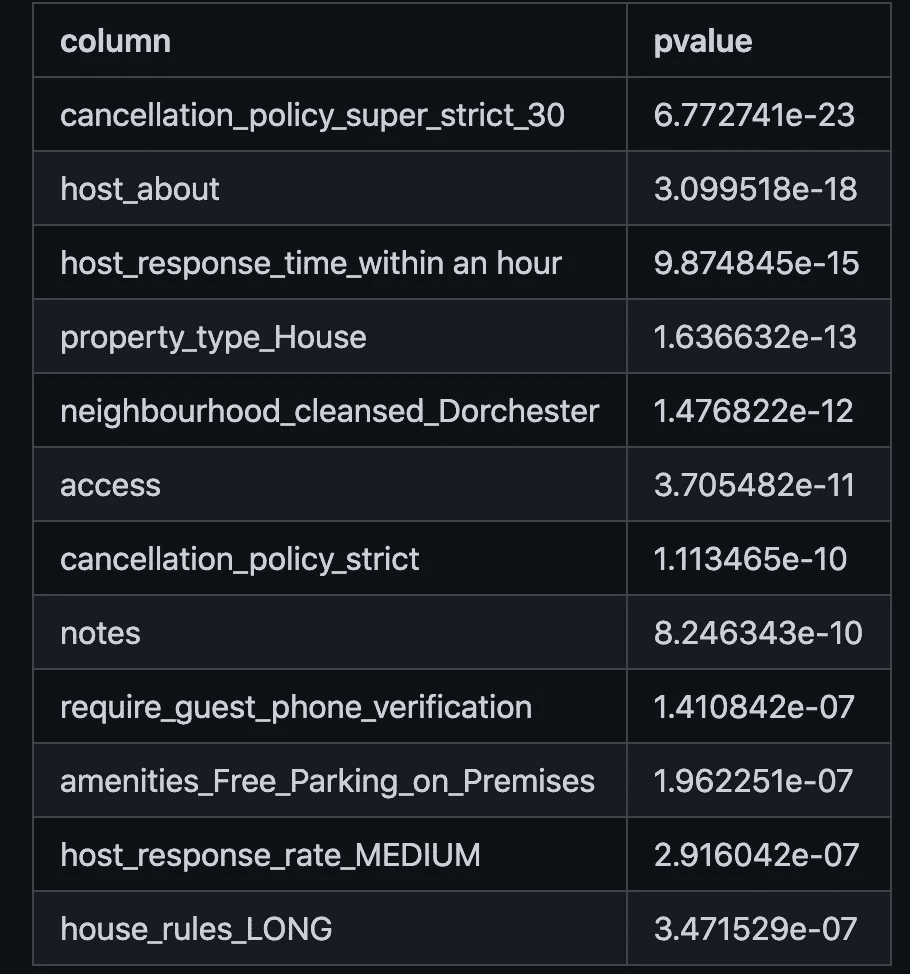 column pvalue
cancellation_policy_super_strict_30 6.772741e-23
host_about 3.099518e-18
host_response_time_within an hour 9.874845e-15
property_type_House 1.636632e-13
neighbourhood_cleansed_Dorchester 1.476822e-12
access 3.705482e-11
cancellation_policy_strict 1.113465e-10
notes 8.246343e-10
require_guest_phone_verification 1.410842e-07
amenities_Free_Parking_on_Premises 1.962251e-07
host_response_rate_MEDIUM 2.916042e-07
house_rules_LONG 3.471529e-07